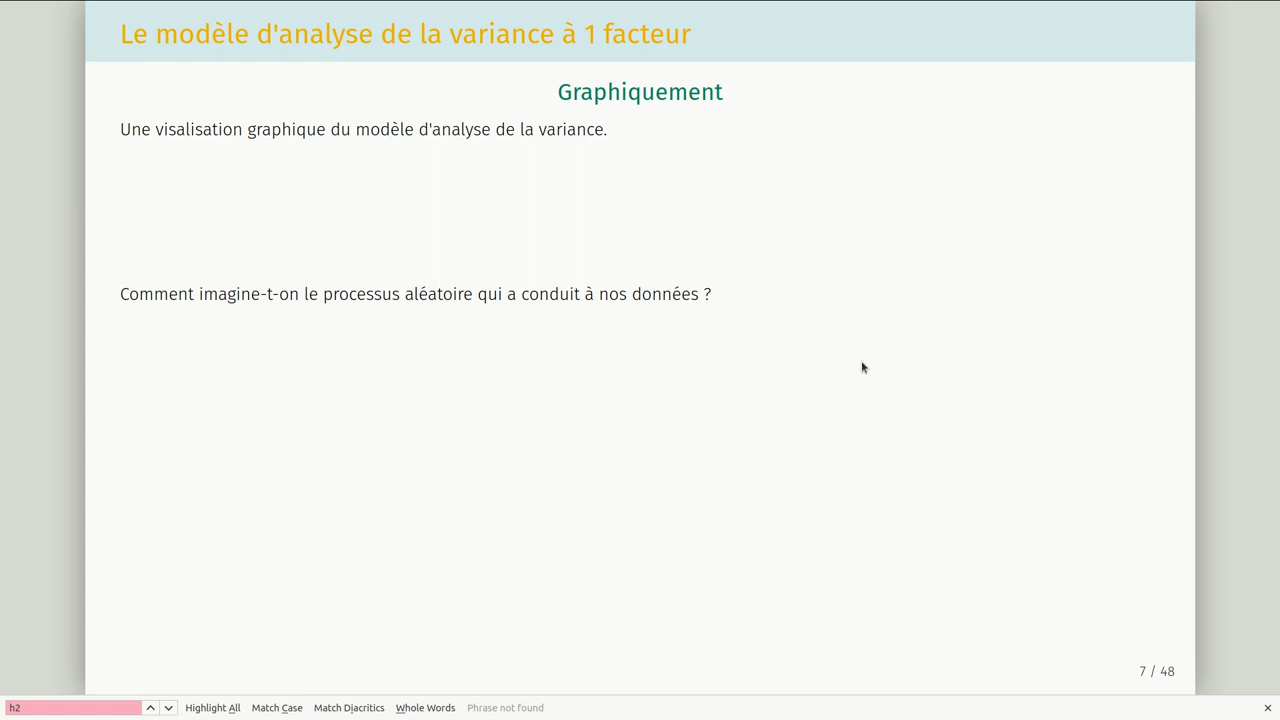 Le modèle d'analyse de la variance à 1 facteur
Graphiquement
Une visalisation graphique du modèle d'analyse de la variance.
Comment imagine-t-on le processus aléatoire qui a conduit à nos données ?
7 / 48
h2 Highlight All Match Case Match Diacritics Whole Words Phrase not found